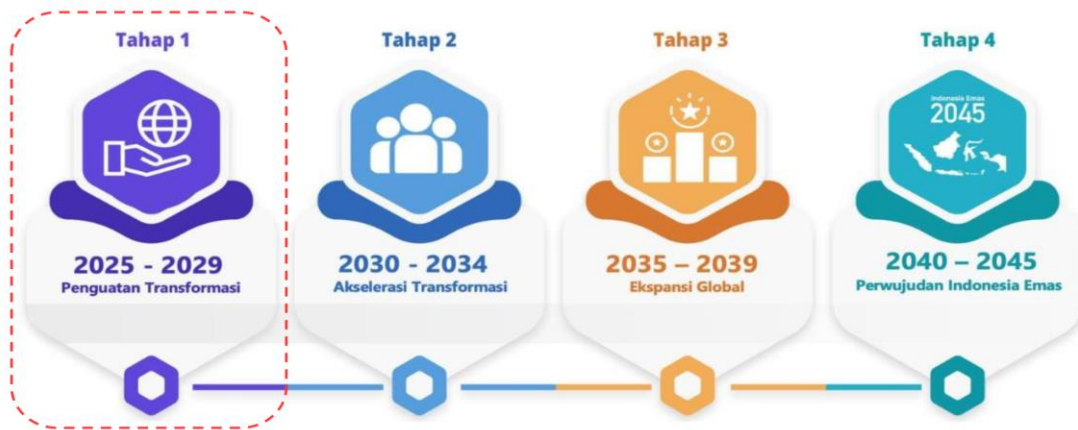 Tahap 1
Tahap 2
Tahap 3
Tahap 4
Indonesia Emas
2045
2025 - 2029
Penguatan Transformasi
2030 - 2034
Akselerasi Transformasi
2035 – 2039
Ekspansi Global
2040 – 2045
Perwujudan Indonesia Emas